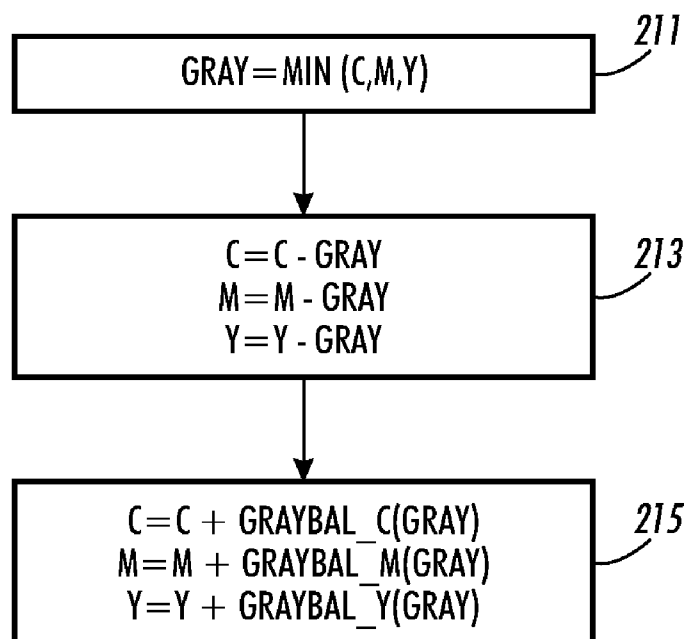 211
GRAY=MIN (C,M,Y)
213
C=C - GRAY
M=M - GRAY
Y=Y - GRAY
215
C=C + GRAYBAL_C(GRAY)
M=M + GRAYBAL_M(GRAY)
Y=Y + GRAYBAL_Y(GRAY)